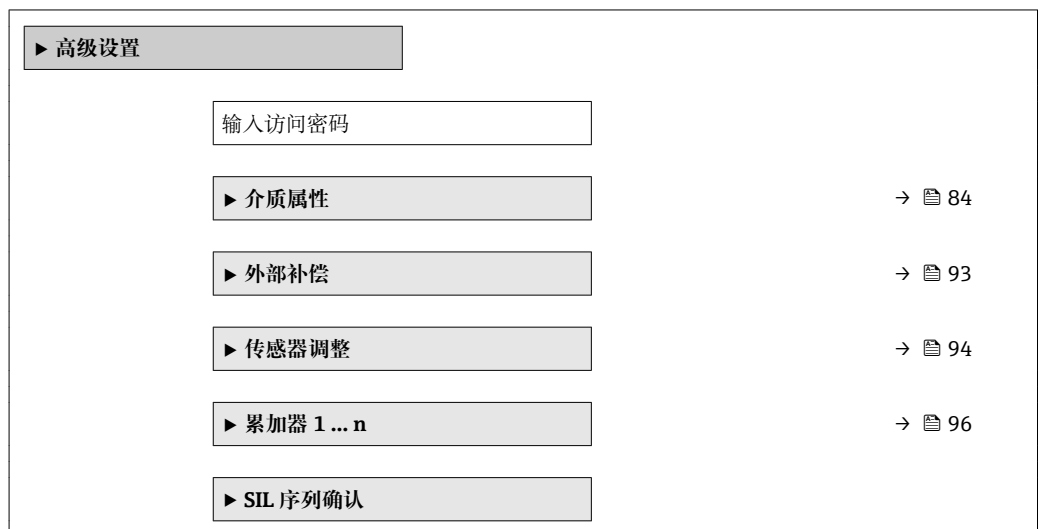 ▶ 高级设置
输入访问密码
▶ 介质属性 → 84
▶ 外部补偿 → 93
▶ 传感器调整 → 94
▶ 累加器 1 … n → 96
▶ SIL 序列确认